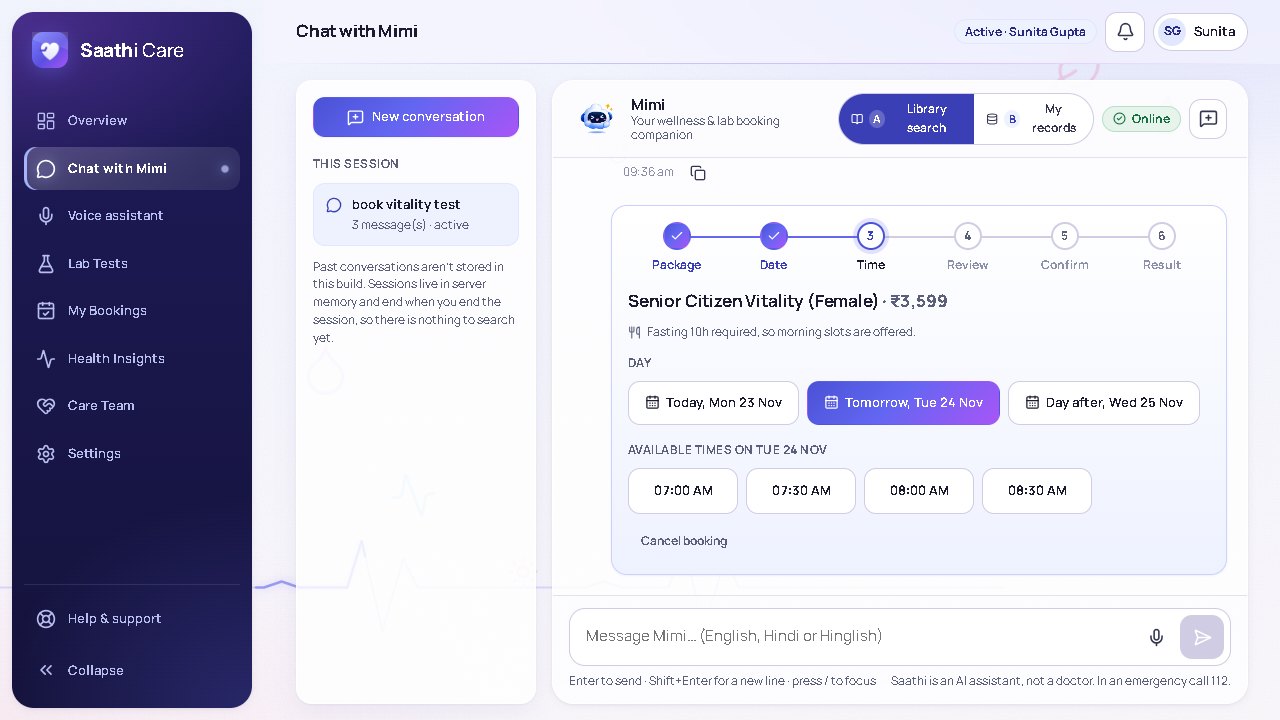 Saathi Care
Overview
Chat with Mimi
Voice assistant
Lab Tests
My Bookings
Health Insights
Care Team
Settings
Help & support
Collapse
Chat with Mimi
Active · Sunita Gupta
SG Sunita
New conversation
THIS SESSION
book vitality test
3 message(s) · active
Past conversations aren't stored in
this build. Sessions live in server
memory and end when you end the
session, so there is nothing to search
yet.
Mimi
Your wellness & lab booking
companion
A Library
search
B My
records
Online
09:36 am
3 4 5 6
Package Date Time Review Confirm Result
Senior Citizen Vitality (Female) · ₹3,599
Fasting 10h required, so morning slots are offered.
DAY
Today, Mon 23 Nov Tomorrow, Tue 24 Nov Day after, Wed 25 Nov
AVAILABLE TIMES ON TUE 24 NOV
07:00 AM 07:30 AM 08:00 AM 08:30 AM
Cancel booking
Message Mimi... (English, Hindi or Hinglish)
Enter to send · Shift+Enter for a new line · press / to focus Saathi is an AI assistant, not a doctor. In an emergency call 112.